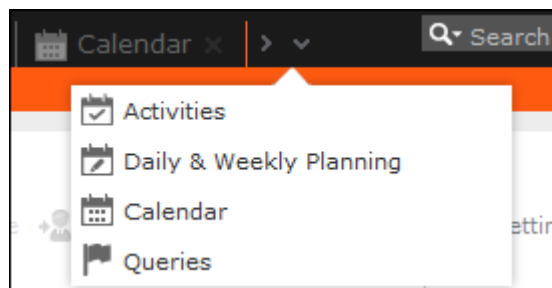 Calendar
Search
Activities
Daily & Weekly Planning
Calendar
Queries